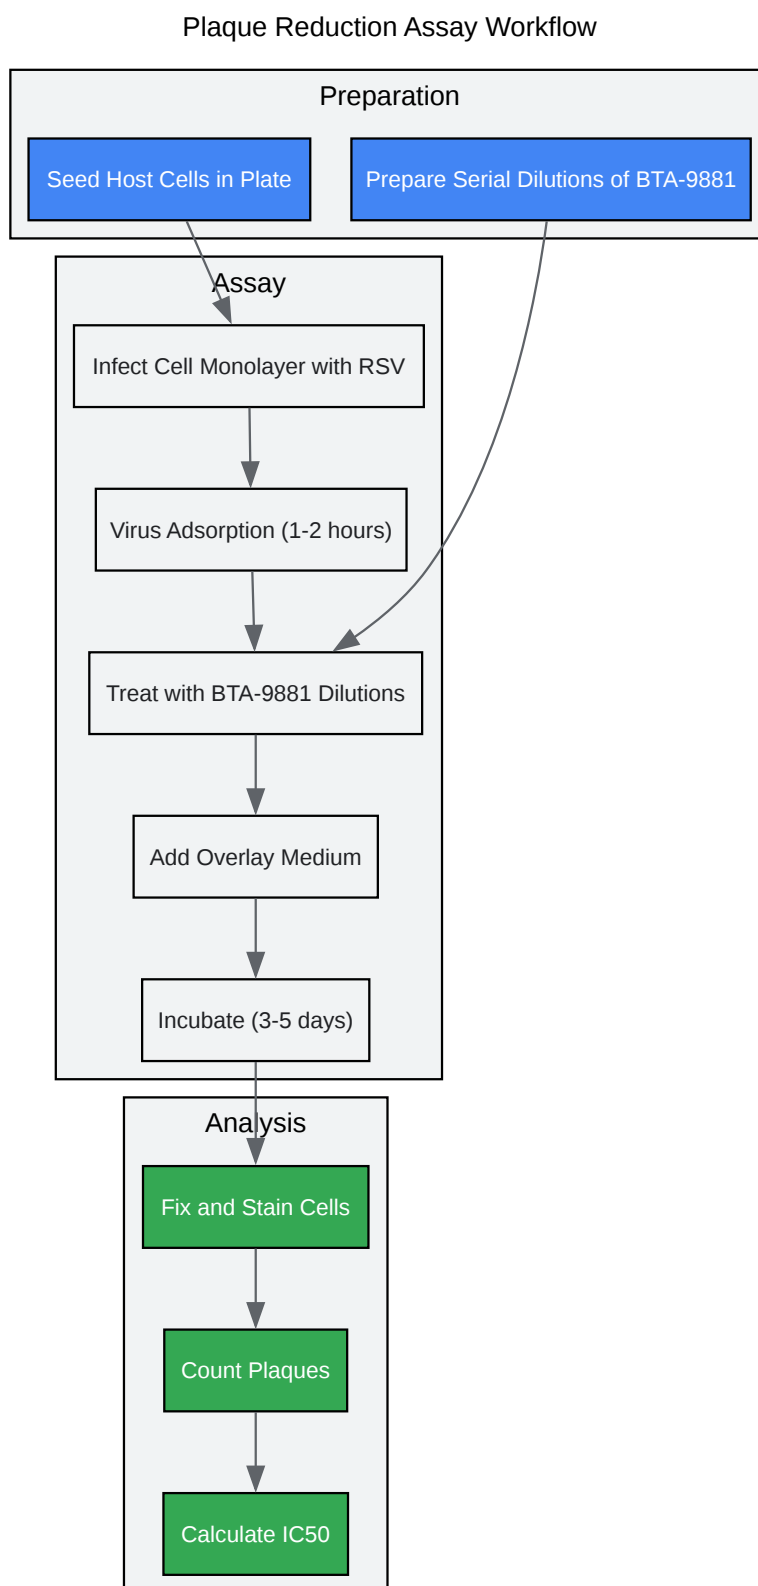 Plaque Reduction Assay Workflow
Preparation
Seed Host Cells in Plate
Prepare Serial Dilutions of BTA-9881
Assay
Infect Cell Monolayer with RSV
Virus Adsorption (1-2 hours)
Treat with BTA-9881 Dilutions
Add Overlay Medium
Incubate (3-5 days)
Analysis
Fix and Stain Cells
Count Plaques
Calculate IC50